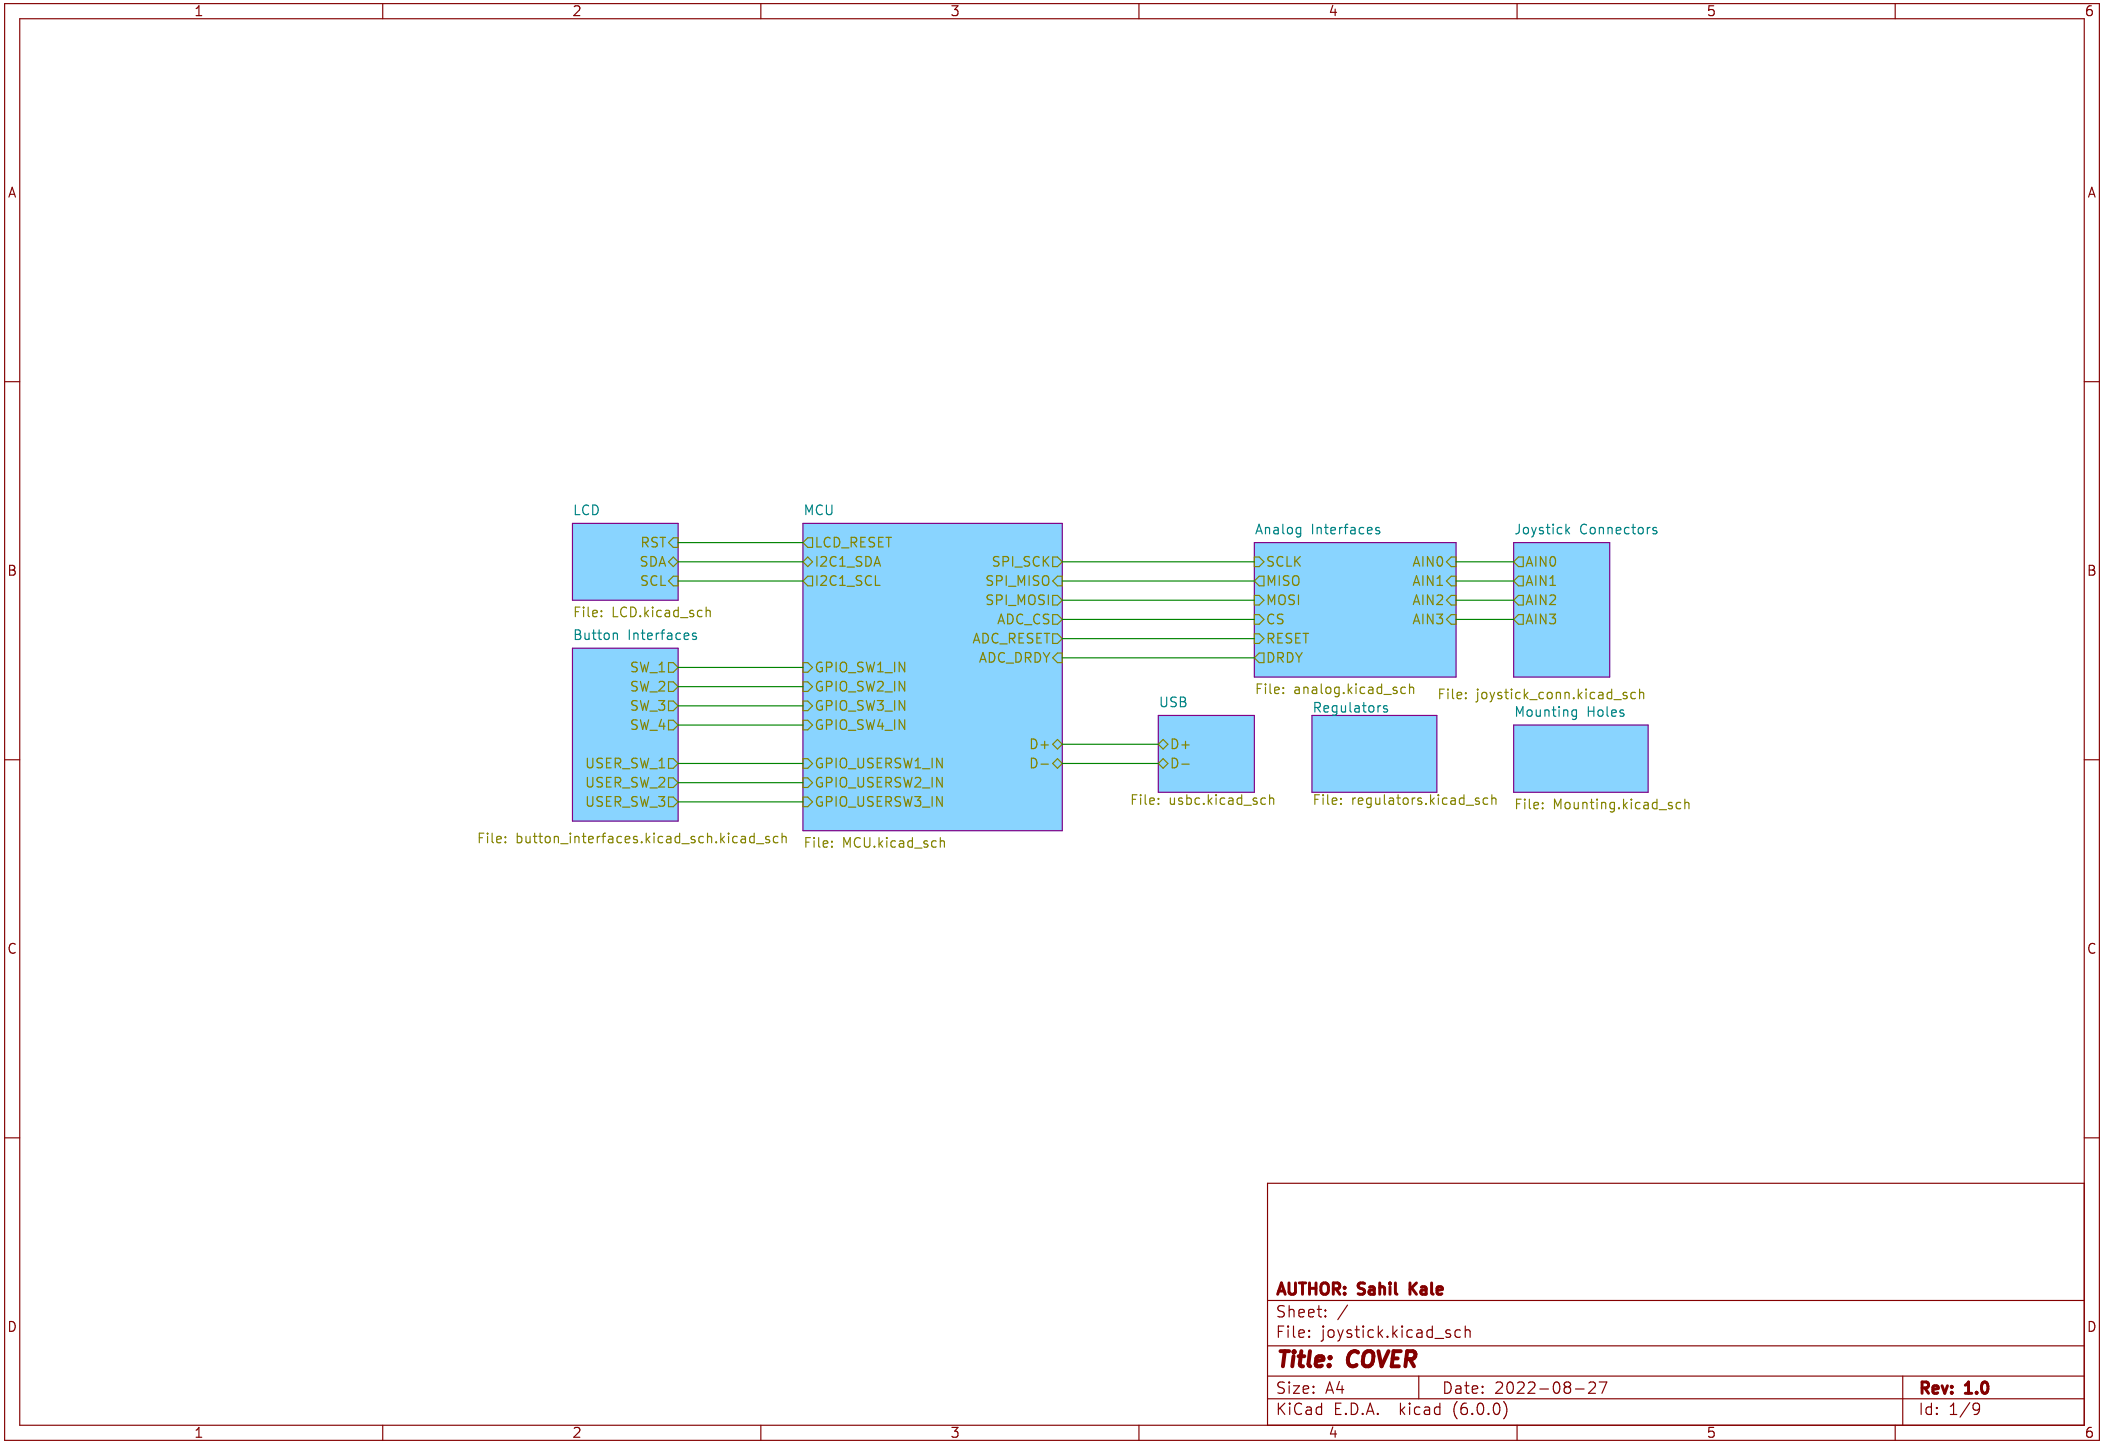 1 2 3 4 5 6
A A
B B
C C
D D
LCD
RST
SDA
SCL
File: LCD.kicad_sch
Button Interfaces
SW_1
SW_2
SW_3
SW_4
USER_SW_1
USER_SW_2
USER_SW_3
File: button_interfaces.kicad_sch.kicad_sch
MCU
LCD_RESET
I2C1_SDA
I2C1_SCL
GPIO_SW1_IN
GPIO_SW2_IN
GPIO_SW3_IN
GPIO_SW4_IN
GPIO_USERSW1_IN
GPIO_USERSW2_IN
GPIO_USERSW3_IN
SPI_SCK
SPI_MISO
SPI_MOSI
ADC_CS
ADC_RESET
ADC_DRDY
D+
D-
File: MCU.kicad_sch
Analog Interfaces
SCLK AIN0
MISO AIN1
MOSI AIN2
CS AIN3
RESET
DRDY
File: analog.kicad_sch
Joystick Connectors
AIN0
AIN1
AIN2
AIN3
File: joystick_conn.kicad_sch
USB
D+
D-
File: usbc.kicad_sch
Regulators
File: regulators.kicad_sch
Mounting Holes
File: Mounting.kicad_sch
AUTHOR: Sahil Kale
Sheet: /
File: joystick.kicad_sch
Title: COVER
Size: A4 Date: 2022-08-27 Rev: 1.0
KiCad E.D.A. kicad (6.0.0) Id: 1/9
1 2 3 4 5 6